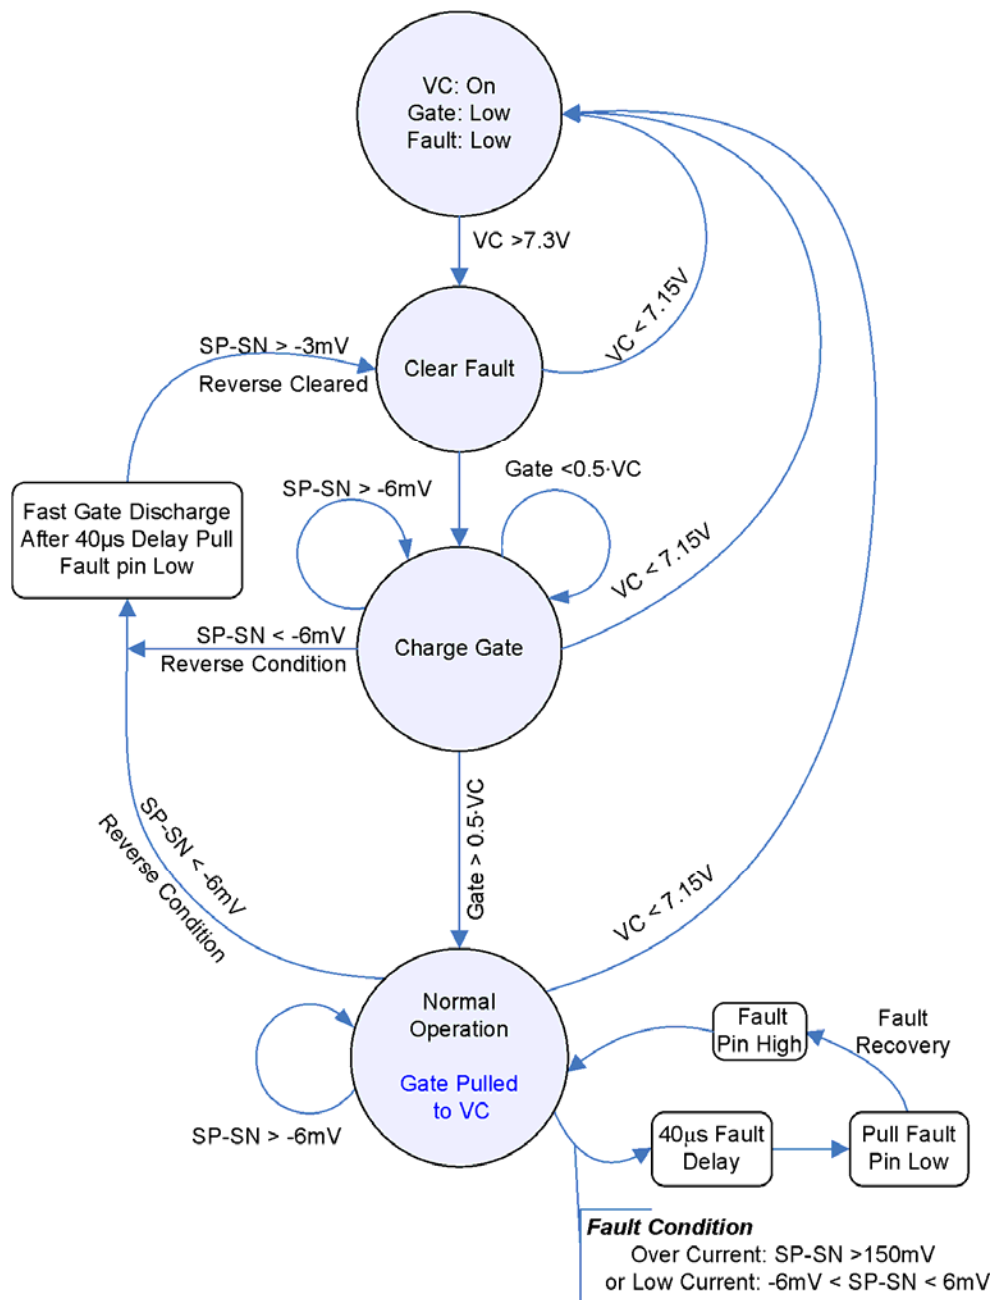 VC: On
Gate: Low
Fault: Low
VC >7.3V
VC < 7.15V
SP-SN > -3mV
Reverse Cleared
Clear Fault
Gate <0.5·VC
SP-SN > -6mV
VC < 7.15V
Fast Gate Discharge
After 40µs Delay Pull
Fault pin Low
SP-SN < -6mV
Reverse Condition
Charge Gate
Gate > 0.5·VC
SP-SN < -6mV
Reverse Condition
VC < 7.15V
Normal
Operation
Gate Pulled
to VC
SP-SN > -6mV
Fault
Pin High
Fault
Recovery
40µs Fault
Delay
Pull Fault
Pin Low
Fault Condition
Over Current: SP-SN >150mV
or Low Current: -6mV < SP-SN < 6mV